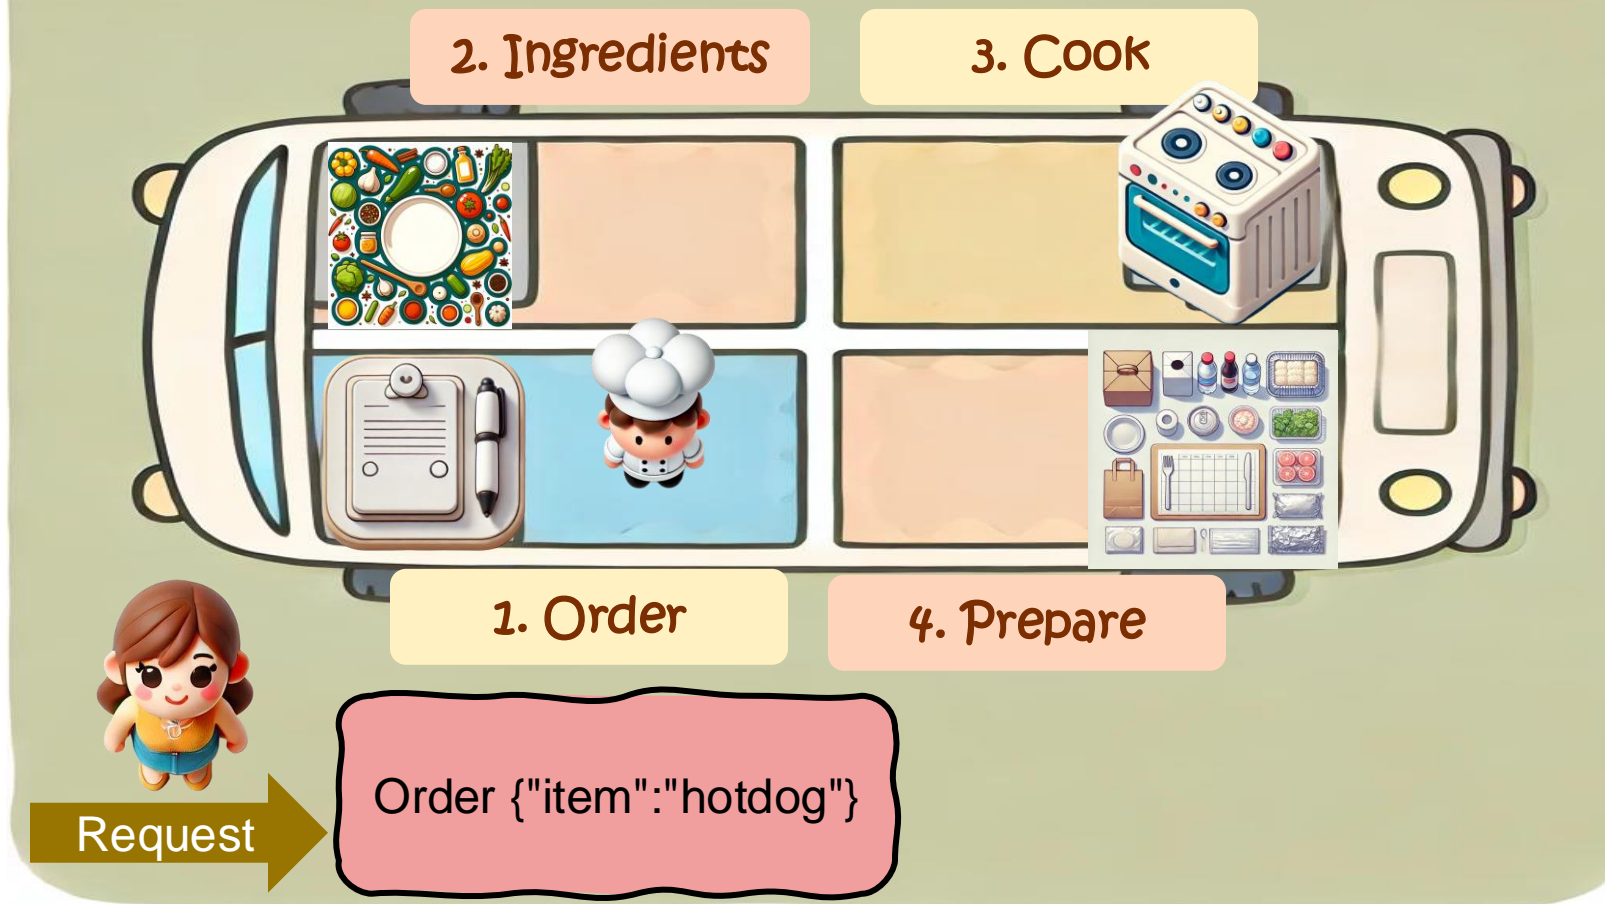 2. Ingredients
3. Cook
1. Order
4. Prepare
Order {"item":"hotdog"}
Request